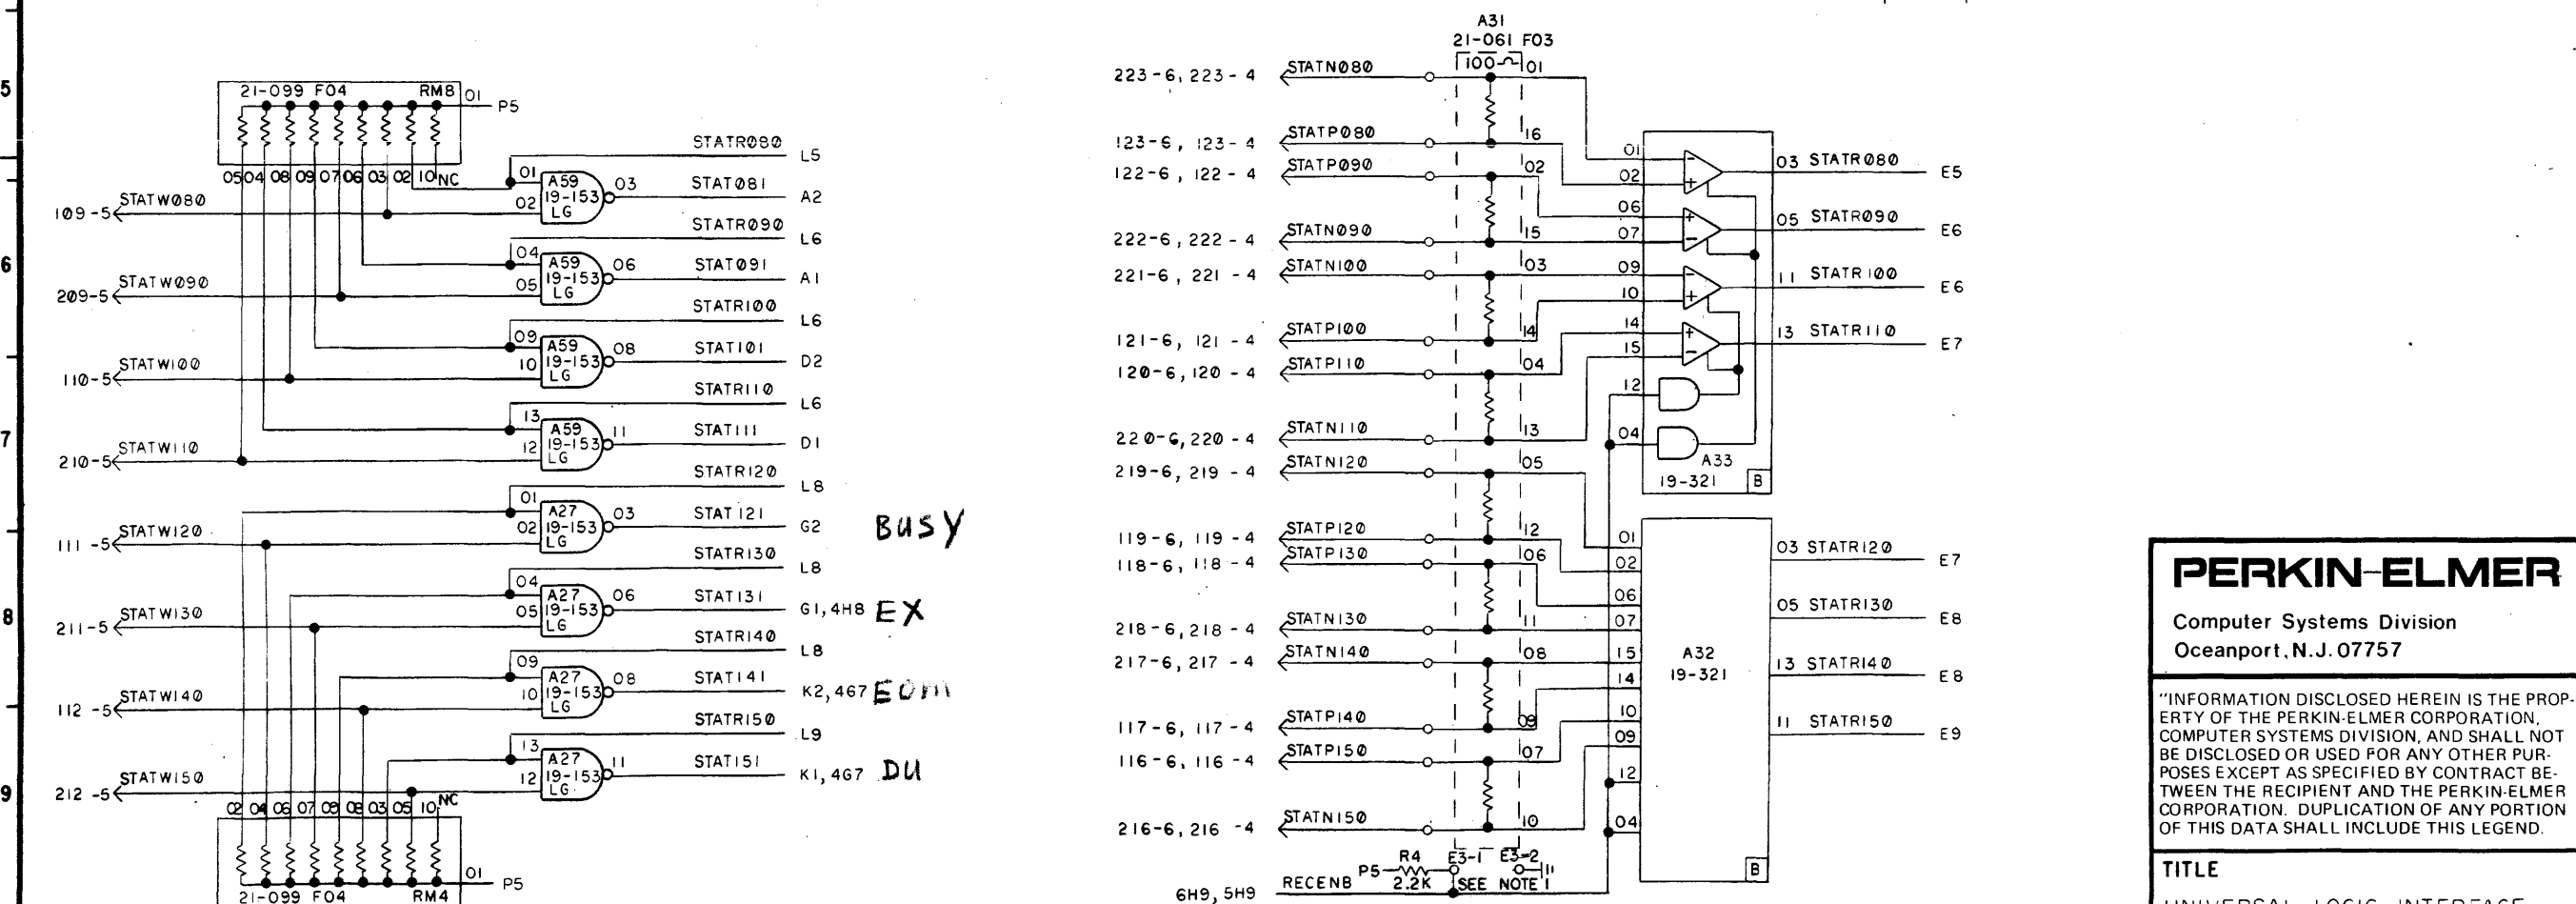 5
6
7
8
9
21-099 F04 RM8
01 P5
05 04 08 09 07 06 03 02 10 NC
STATR080 L5
109-5 STATW080
01 A59 03 STAT081 A2
02 19-153
LG
STATR090 L6
209-5 STATW090
04 A59 06 STAT091 A1
05 19-153
LG
STATR100 L6
110-5 STATW100
09 A59 08 STAT101 D2
10 19-153
LG
STATR110 L6
210-5 STATW110
13 A59 11 STAT111 D1
12 19-153
LG
STATR120 L8
111-5 STATW120
01 A27 03 STAT121 G2 BUSY
02 19-153
LG
STATR130 L8
211-5 STATW130
04 A27 06 STAT131 G1,4H8 EX
05 19-153
LG
STATR140 L8
112-5 STATW140
09 A27 08 STAT141 K2,4G7 EOM
10 19-153
LG
STATR150 L9
212-5 STATW150
13 A27 11 STAT151 K1,4G7 DU
12 19-153
LG
02 04 06 07 09 08 03 05 10 NC
01 P5
21-099 F04 RM4
A31
21-061 F03
100-Ω 01
223-6, 223-4 STATN080
123-6, 123-4 STATP080 16
122-6, 122-4 STATP090 02
222-6, 222-4 STATN090 15
221-6, 221-4 STATN100 03
121-6, 121-4 STATP100 14
120-6, 120-4 STATP110 04
220-6, 220-4 STATN110 13
219-6, 219-4 STATN120 05
119-6, 119-4 STATP120 12
118-6, 118-4 STATP130 06
218-6, 218-4 STATN130 11
217-6, 217-4 STATN140 08
117-6, 117-4 STATP140 09
116-6, 116-4 STATP150 07
216-6, 216-4 STATN150 10
P5 R4 E3-1 E3-2
2.2K SEE NOTE 1
6H9, 5H9 RECENB
01 - 03 STATR080 E5
02 +
06 + 05 STATR090 E6
07 -
09 - 11 STATR100 E6
10 +
14 + 13 STATR110 E7
15 -
12
04
A33
19-321 B
01 03 STATR120 E7
02
06 05 STATR130 E8
07
15 A32 13 STATR140 E8
14 19-321
10 11 STATR150 E9
09
12
04
B
PERKIN-ELMER
Computer Systems Division
Oceanport, N.J. 07757
"INFORMATION DISCLOSED HEREIN IS THE PROP-
ERTY OF THE PERKIN-ELMER CORPORATION,
COMPUTER SYSTEMS DIVISION, AND SHALL NOT
BE DISCLOSED OR USED FOR ANY OTHER PUR-
POSES EXCEPT AS SPECIFIED BY CONTRACT BE-
TWEEN THE RECIPIENT AND THE PERKIN-ELMER
CORPORATION. DUPLICATION OF ANY PORTION
OF THIS DATA SHALL INCLUDE THIS LEGEND.
TITLE
UNIVERSAL LOGIC INTERFACE